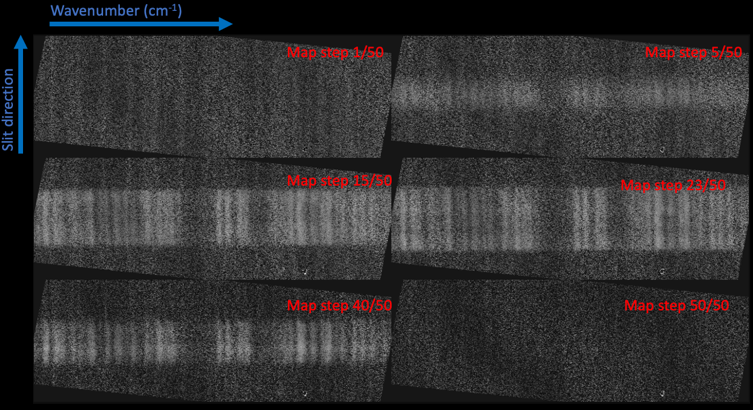 Wavenumber (cm-1)
Slit direction
Map step 1/50
Map step 5/50
Map step 15/50
Map step 23/50
Map step 40/50
Map step 50/50